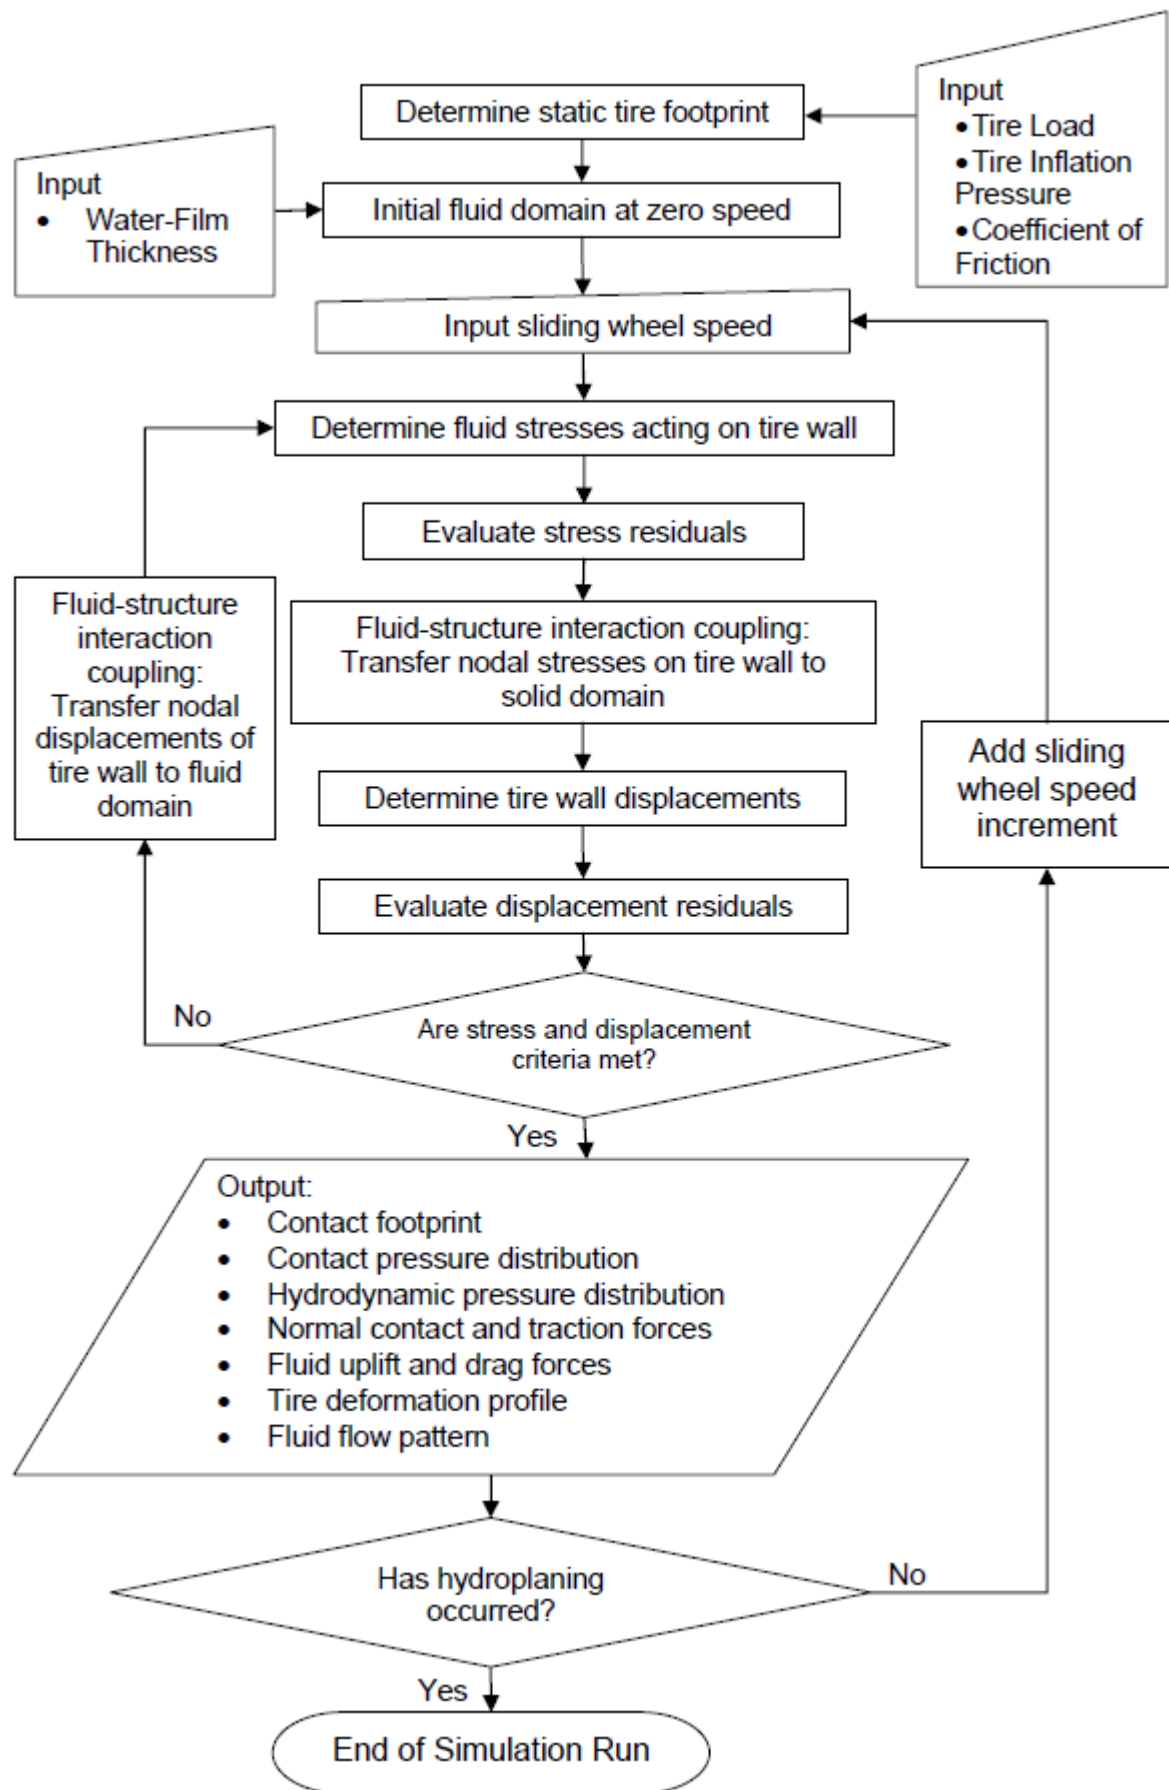 Determine static tire footprint
Input
•Tire Load
•Tire Inflation
Pressure
•Coefficient of
Friction
Input
• Water-Film
Thickness
Initial fluid domain at zero speed
Input sliding wheel speed
Determine fluid stresses acting on tire wall
Evaluate stress residuals
Fluid-structure
interaction
coupling:
Transfer nodal
displacements of
tire wall to fluid
domain
Fluid-structure interaction coupling:
Transfer nodal stresses on tire wall to
solid domain
Add sliding
wheel speed
increment
Determine tire wall displacements
Evaluate displacement residuals
No
Are stress and displacement
criteria met?
Yes
Output:
• Contact footprint
• Contact pressure distribution
• Hydrodynamic pressure distribution
• Normal contact and traction forces
• Fluid uplift and drag forces
• Tire deformation profile
• Fluid flow pattern
Has hydroplaning
occurred?
No
Yes
End of Simulation Run